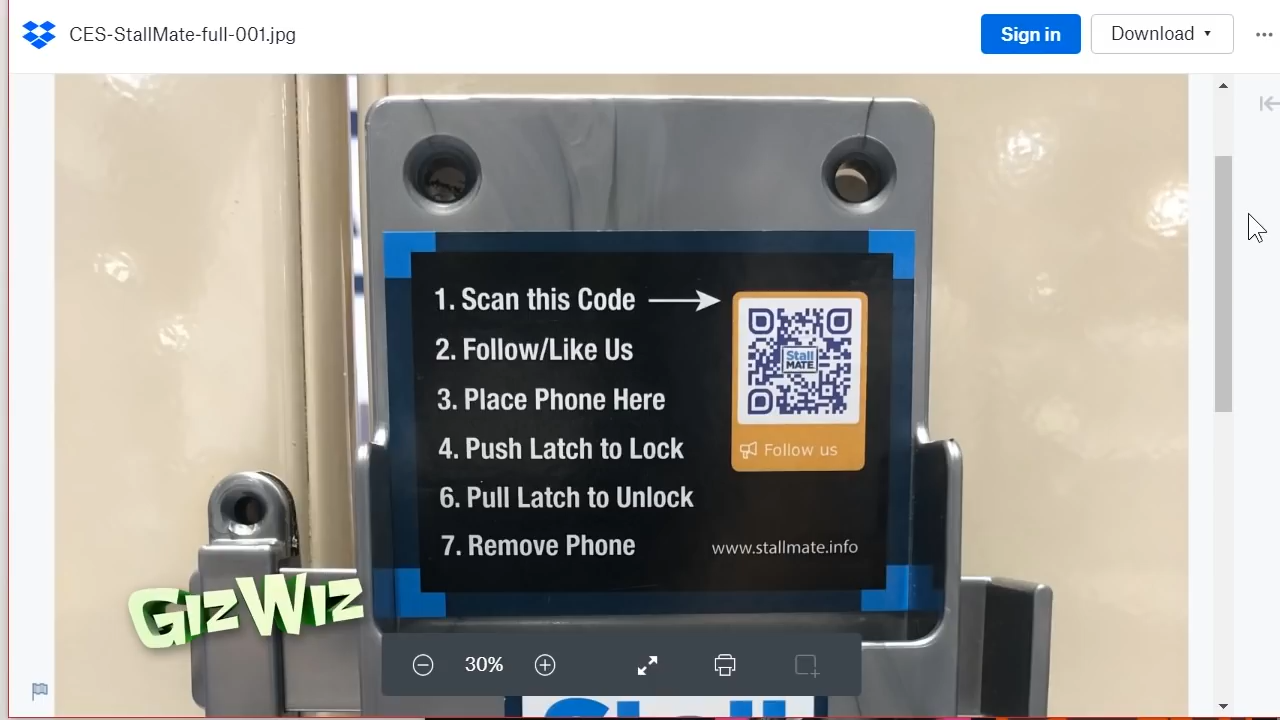 CES-StallMate-full-001.jpg
Sign in
Download
1. Scan this Code
2. Follow/Like Us
3. Place Phone Here
4. Push Latch to Lock
6. Pull Latch to Unlock
7. Remove Phone
Stall
MATE
Follow us
www.stallmate.info
GizWiz
30%
Stall